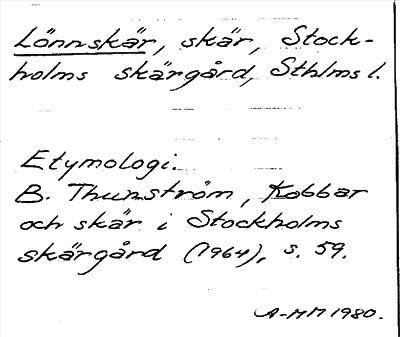 Lönnskär, skär, Stock-
holms skärgård, Sthlms l.
Etymologi.
B. Thunström, Kobbar
och skär i Stockholms
skärgård (1964), s. 59.
A-MM 1980.